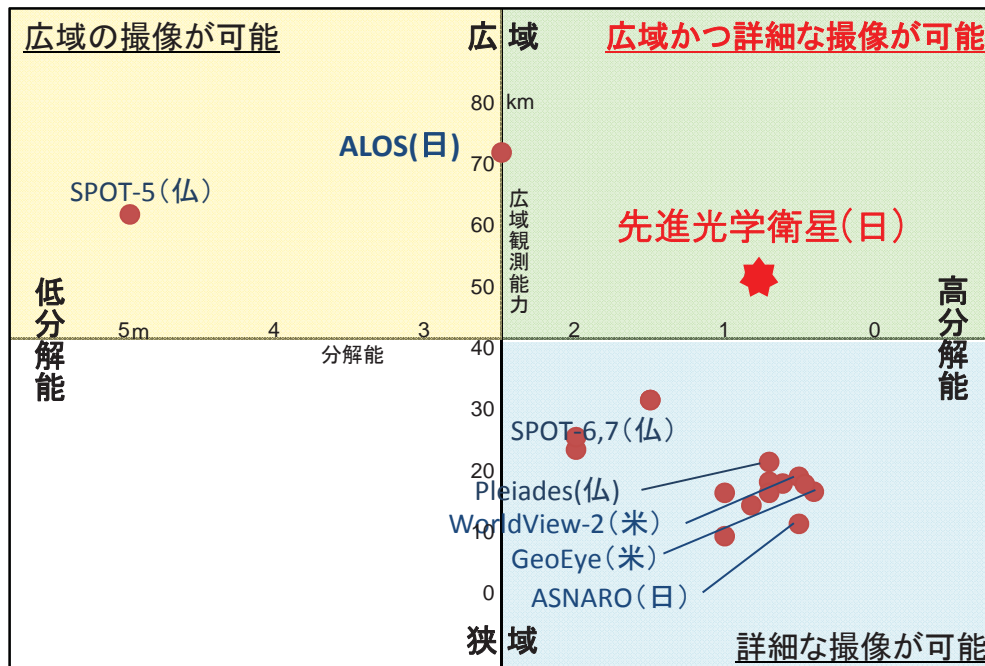 広域の撮像が可能
広域
広域かつ詳細な撮像が可能
80 km
ALOS(日)
70
SPOT-5(仏)
60
広域観測能力
先進光学衛星(日)
50
低分解能
高分解能
5m 4 3 2 1 0
分解能
40
30
SPOT-6,7(仏)
20
Pleiades(仏)
WorldView-2(米)
10
GeoEye(米)
ASNARO(日)
0
狭域
詳細な撮像が可能